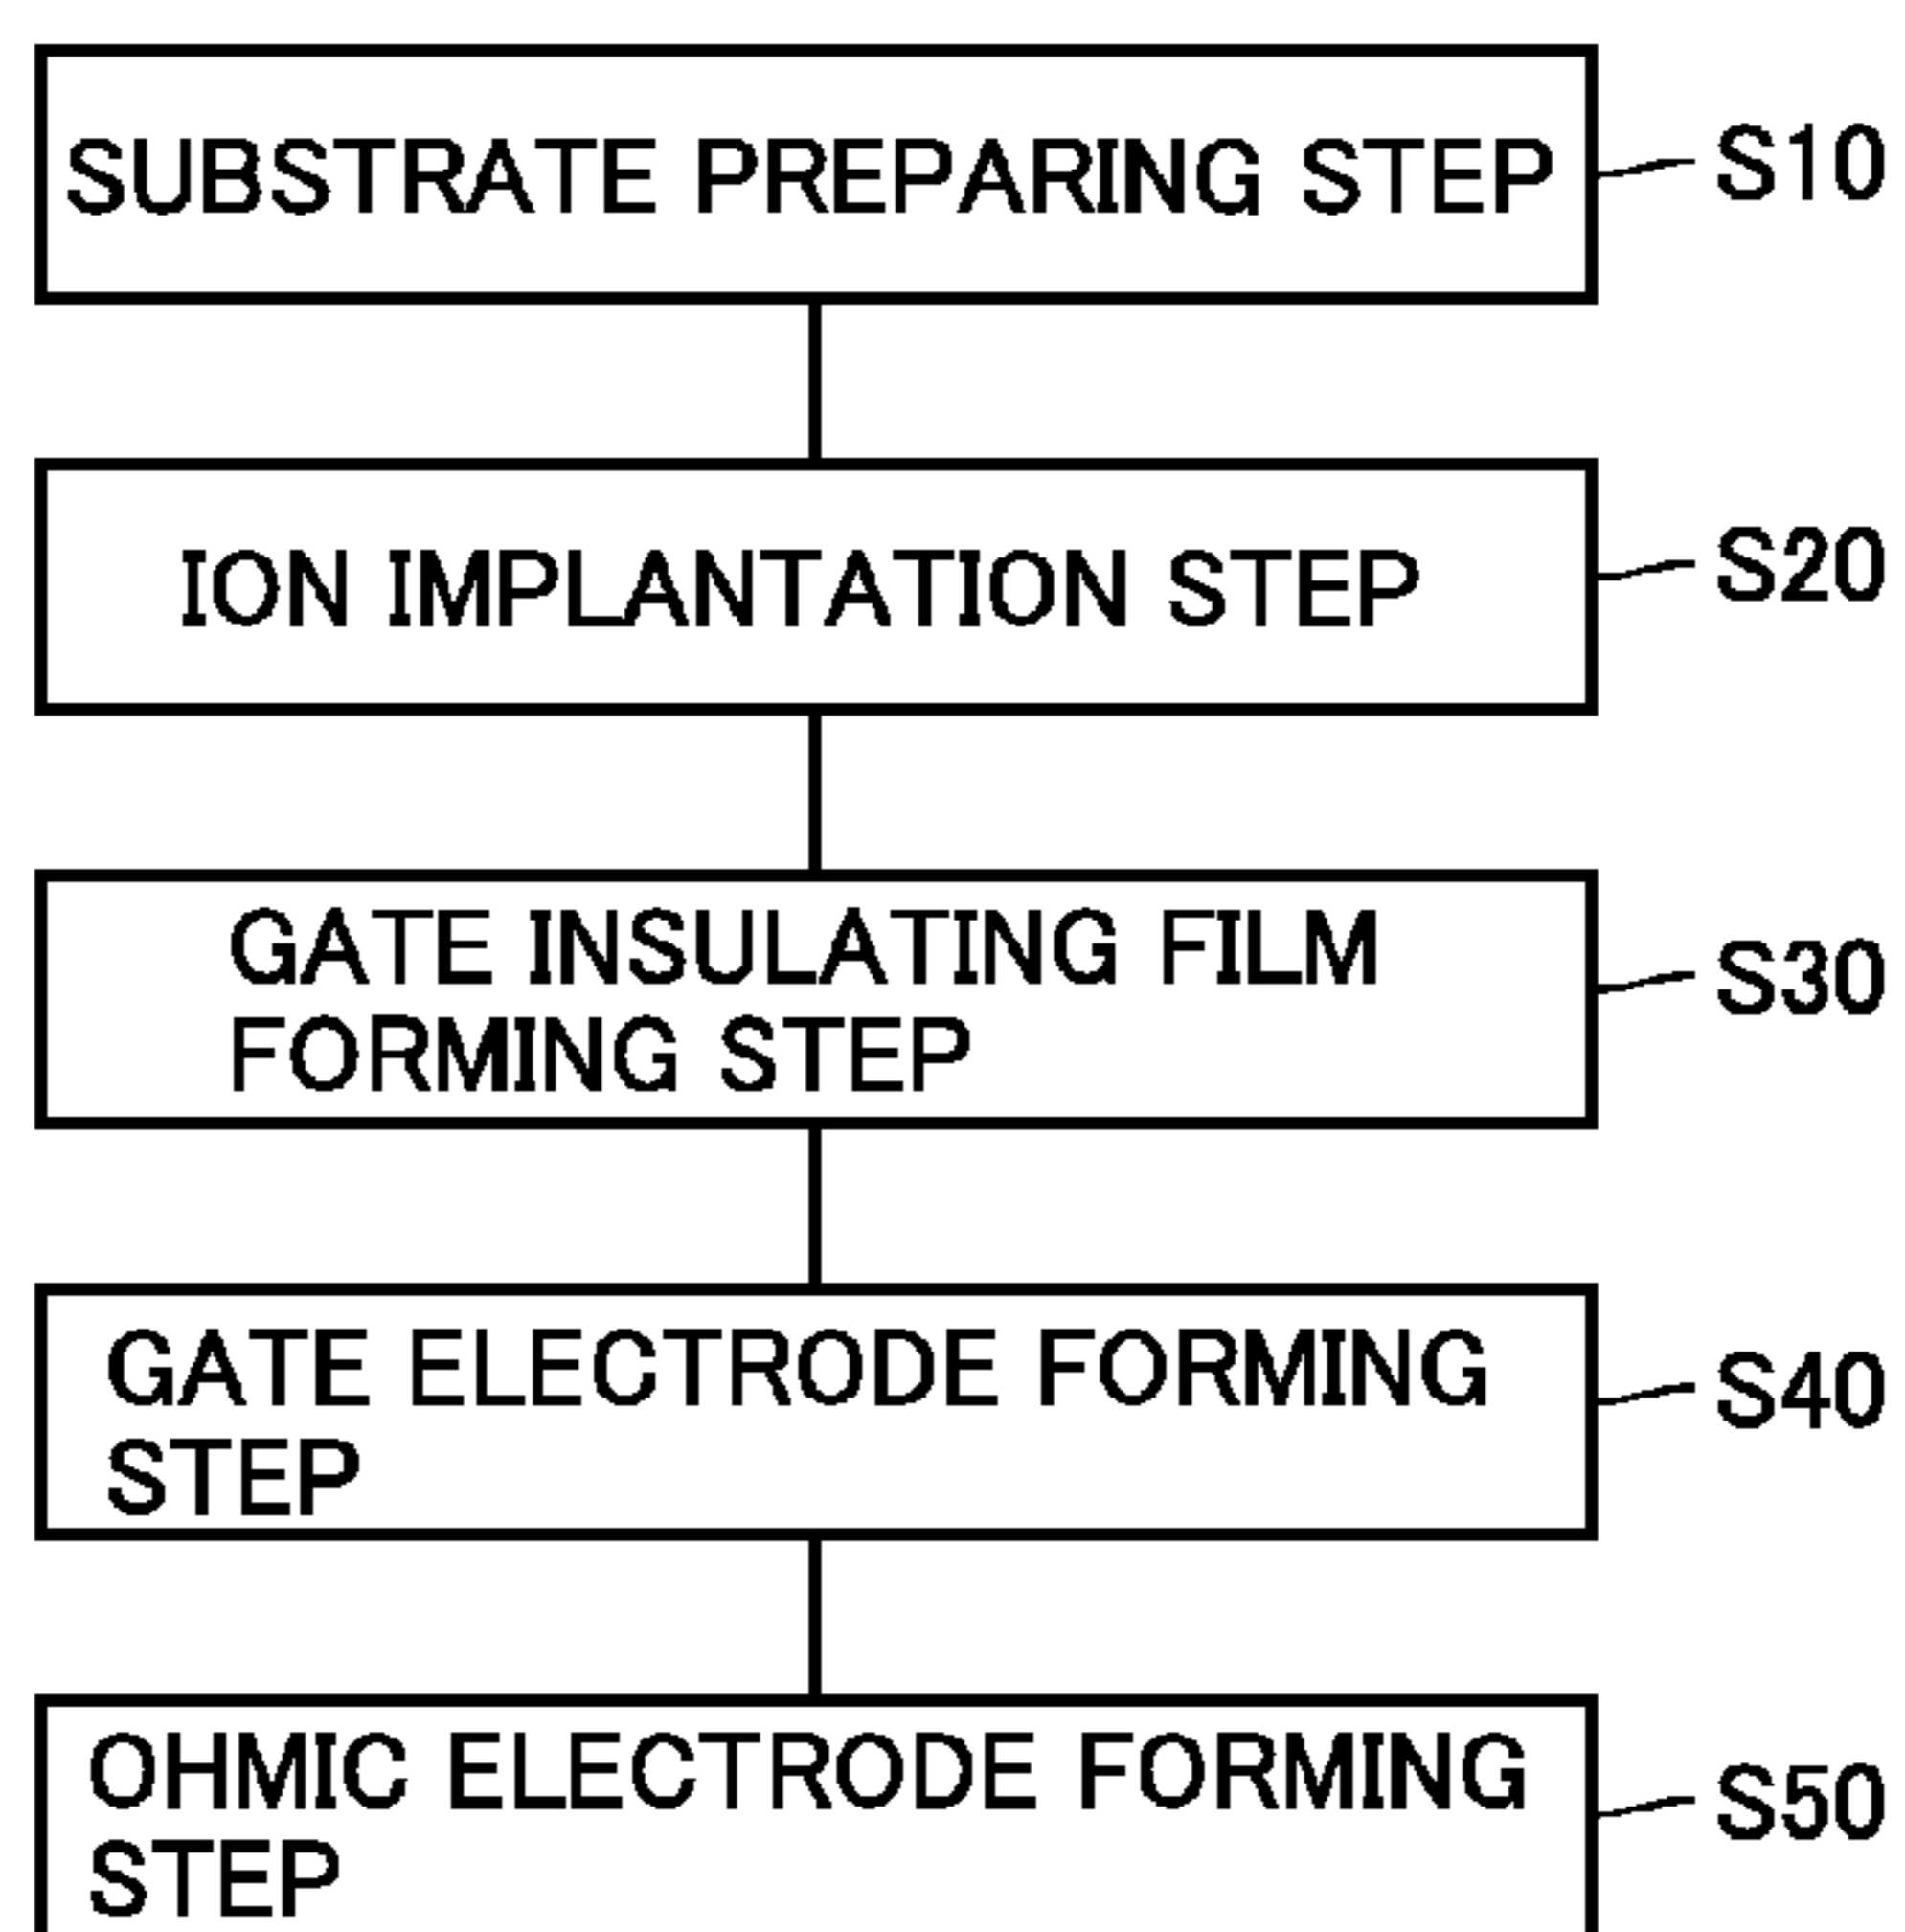 SUBSTRATE PREPARING STEP
S10
ION IMPLANTATION STEP
S20
GATE INSULATING FILM
FORMING STEP
S30
GATE ELECTRODE FORMING
STEP
S40
OHMIC ELECTRODE FORMING
STEP
S50